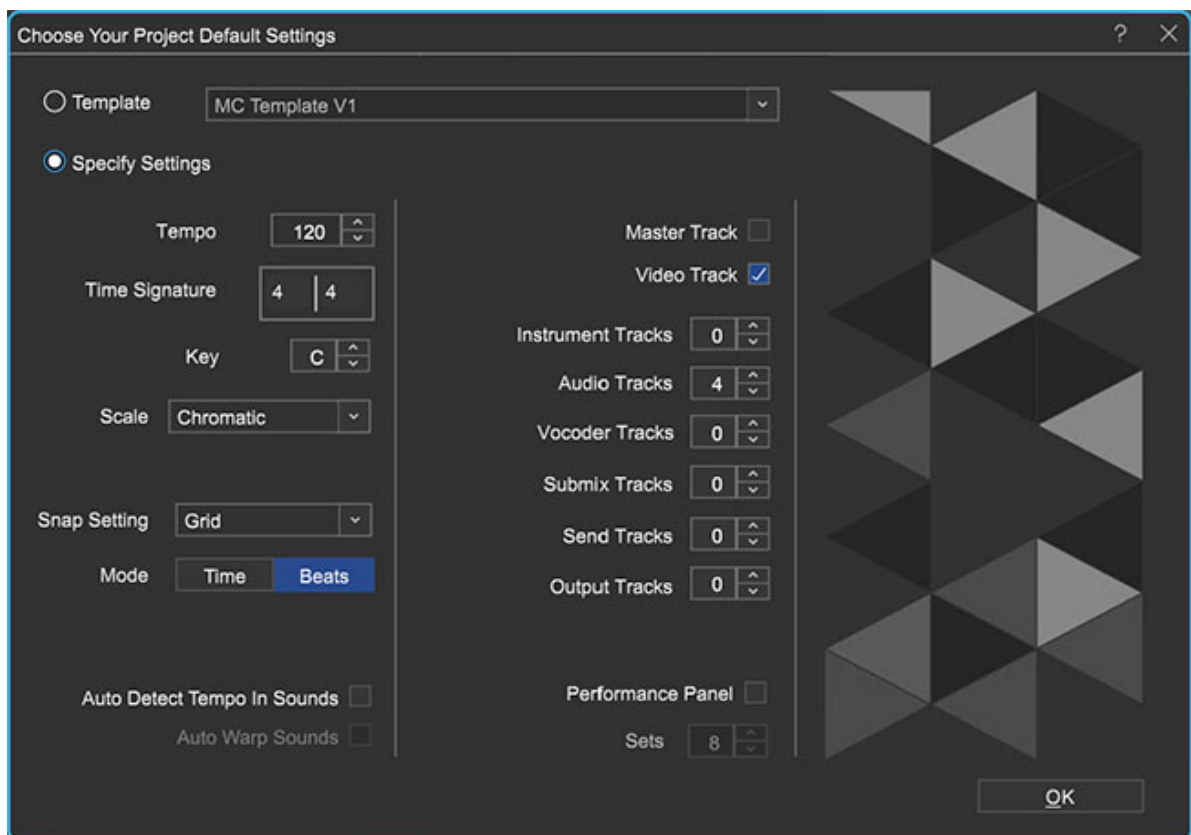 Choose Your Project Default Settings ?
Template MC Template V1
Specify Settings
Tempo 120
Time Signature 4 4
Key C
Scale Chromatic
Snap Setting Grid
Mode Time Beats
Auto Detect Tempo In Sounds
Auto Warp Sounds
Master Track
Video Track
Instrument Tracks 0
Audio Tracks 4
Vocoder Tracks 0
Submix Tracks 0
Send Tracks 0
Output Tracks 0
Performance Panel
Sets 8
OK